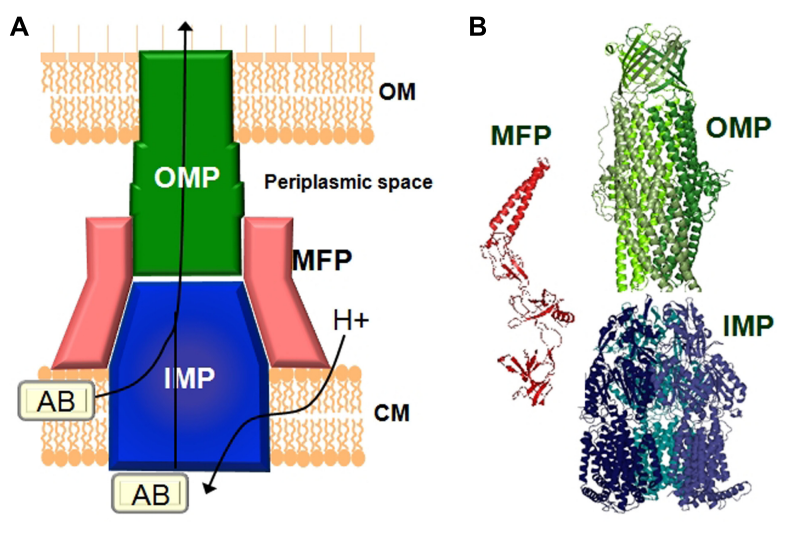 A
OM
OMP
Periplasmic space
MFP
H+
IMP
AB
CM
AB
B
MFP
OMP
IMP